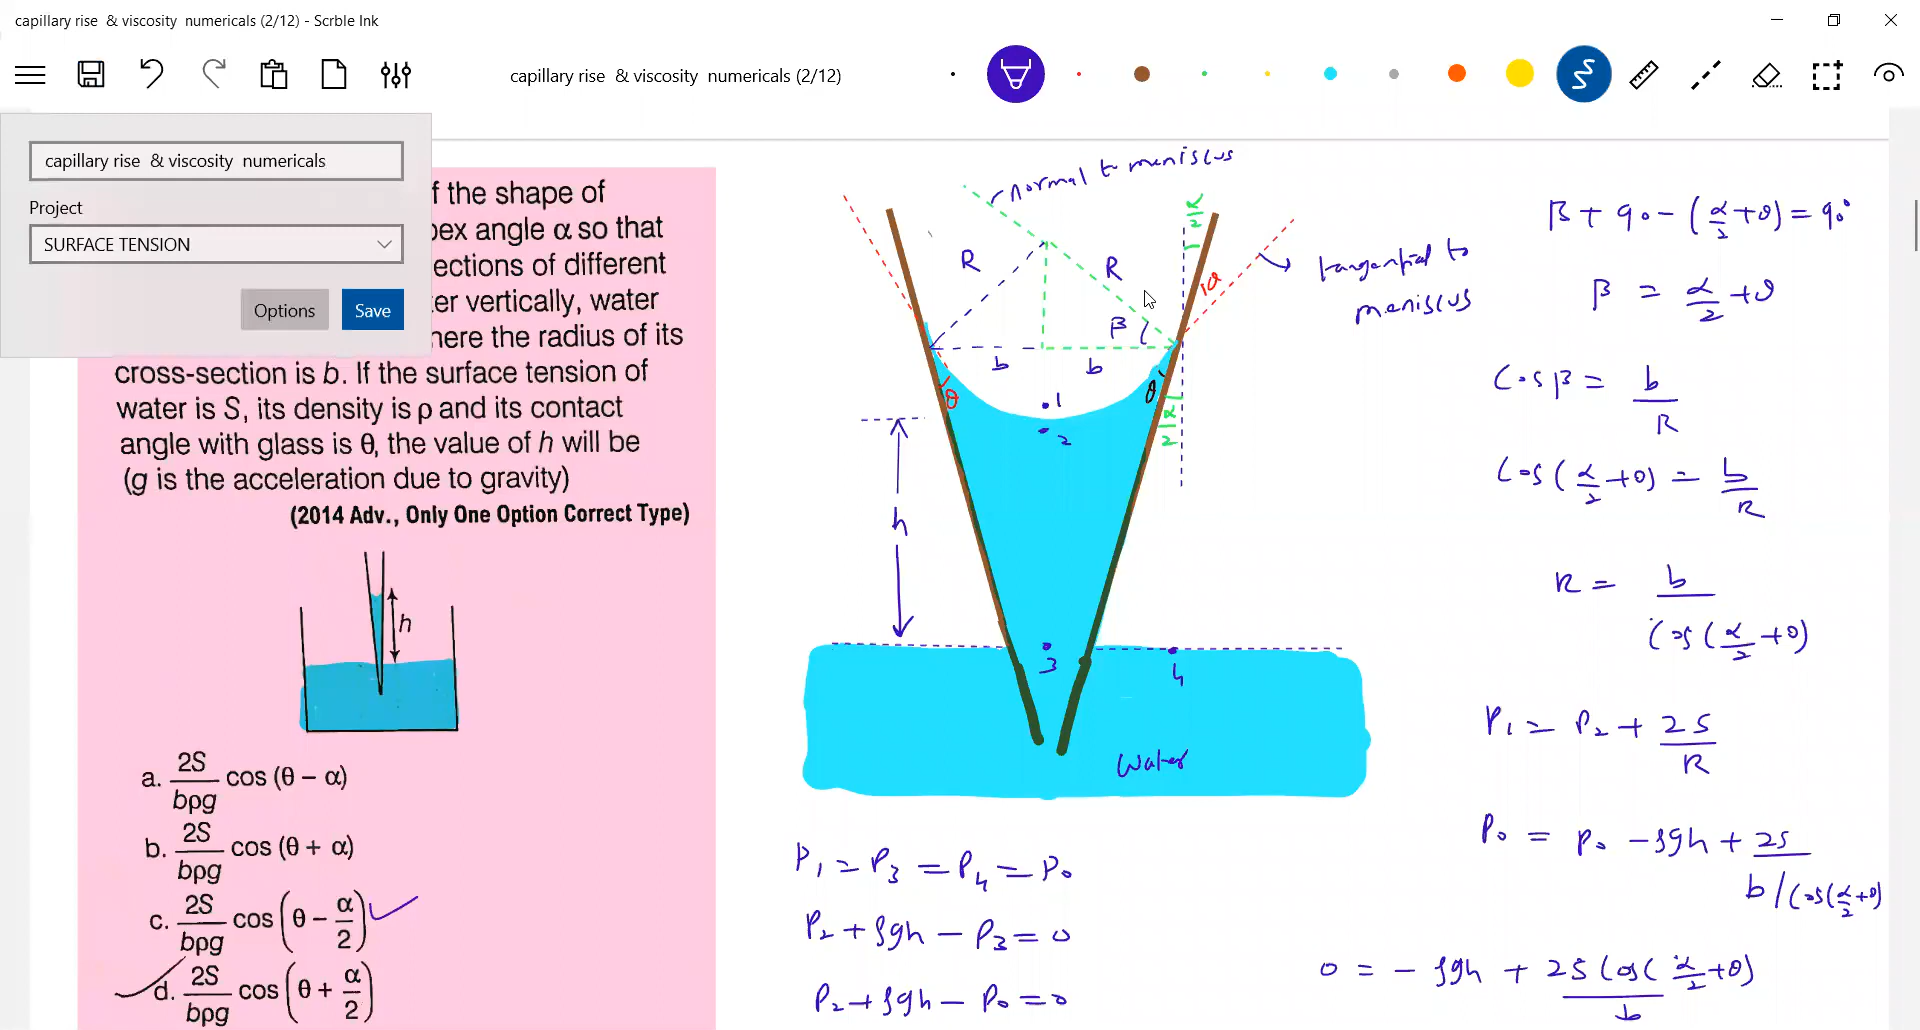 capillary rise & viscosity numericals (2/12) - Scrble Ink
capillary rise & viscosity numericals (2/12)
capillary rise & viscosity numericals
Project
SURFACE TENSION
Options
Save
f the shape of
ex angle α so that
ections of different
er vertically, water
here the radius of its
cross-section is b. If the surface tension of
water is S, its density is ρ and its contact
angle with glass is θ, the value of h will be
(g is the acceleration due to gravity)
(2014 Adv., Only One Option Correct Type)
h
a. 2S/bρg cos (θ – α)
b. 2S/bρg cos (θ + α)
c. 2S/bρg cos (θ – α/2)
d. 2S/bρg cos (θ + α/2)
normal to meniscus
α/2
R
R
θ
tangential to
meniscus
β
b
b
θ
θ
1
2
α/2
h
3
4
Water
P₁ = P₃ = P₄ = P₀
P₂ + ρgh – P₃ = 0
P₂ + ρgh – P₀ = 0
β + 90 – (α/2 + θ) = 90°
β = α/2 + θ
Cos β = b/R
Cos (α/2 + θ) = b/R
R = b/Cos (α/2 + θ)
P₁ = P₂ + 2S/R
P₀ = P₀ – ρgh + 2S/b/Cos(α/2 + θ)
0 = – ρgh + 2S Cos( α/2 + θ)/b